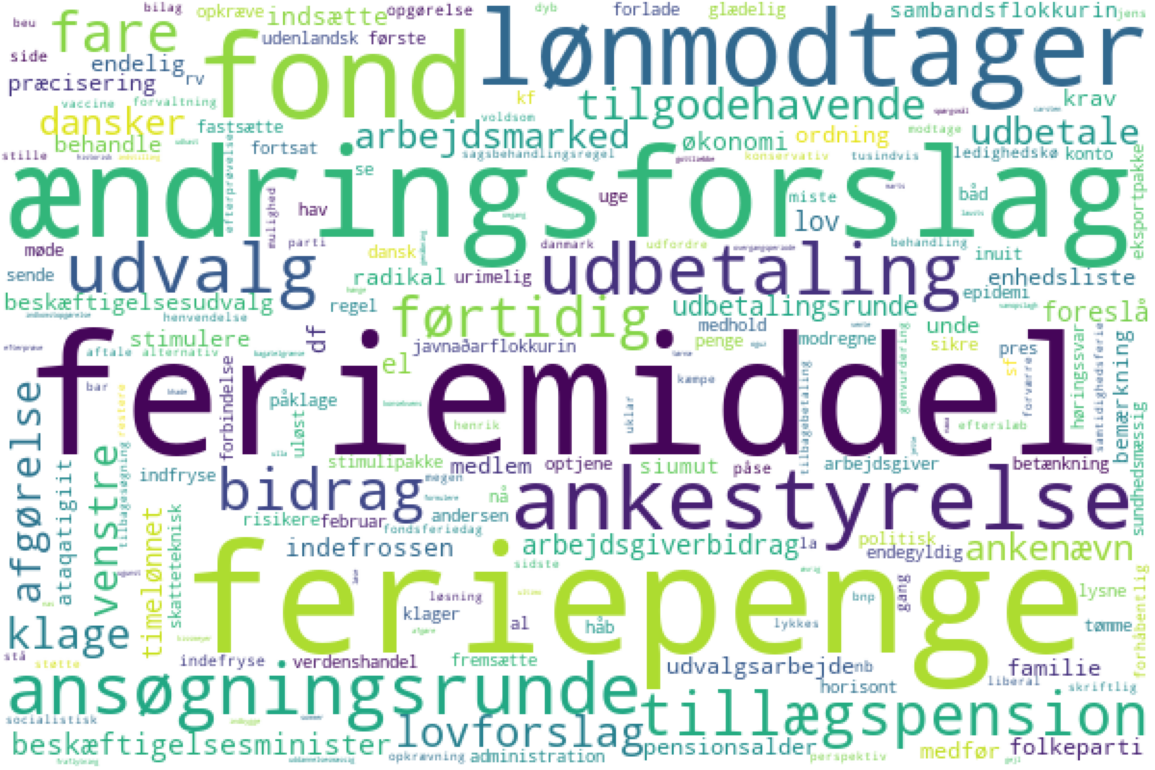 bilag
opkræve
indsætte
opgørelse
dyb
forlade
glædelig
sambandsflokkurin
jens
beu
fare
fond
udenlandsk
første
lønmodtager
side
endelig
rv
præcisering
kf
tilgodehavende
krav
vaccine
forvaltning
voldsom
dansker
fastsætte
arbejdsmarked
økonomi
ordning
modtage
udbetale
behandle
fortsat
stille
se
sagsbehandlingsregel
konservativ
tusindvis
ledighedskø
konto
ændringsforslag
efterprøvelse
mulighed
hav
uge
miste
lov
båd
eksportpakke
møde
parti
dansk
danmark
udfordre
behandling
inuit
sende
udvalg
radikal
urimelig
udbetaling
enhedsliste
beskæftigelsesudvalg
regel
førtidig
udbetalingsrunde
epidemi
foreslå
henvendelse
stimulere
df
medhold
penge
modregne
unde
sikre
aftale
alternativ
javnaðarflokkurin
el
pres
sf
feriemiddel
forbindelse
påklage
uløst
bar
restere
kæmpe
uklar
henrik
genvurdering
efterslæb
forværre
høringssvar
samtidighedsferie
bemærkning
afgørelse
venstre
tilbagesøgning
indfryse
stimulipakke
medlem
optjene
siumut
påse
tilbagebetaling
arbejdsgiver
betænkning
sundhedsmæssig
ataqatigiit
bidrag
megen
nå
ankestyrelse
risikere
februar
andersen
fondsferiedag
timelønnet
skatteteknisk
indefrossen
arbejdsgiverbidrag
la
politisk
endegyldig
ankenævn
sidste
feriepenge
løsning
klager
al
håb
bnp
gang
lykkes
lysne
tømme
forhåbentlig
klage
stå
støtte
indefryse
verdenshandel
fremsætte
udvalgsarbejde
nb
familie
horisont
liberal
skriftlig
ansøgningsrunde
socialistisk
tillægspension
lovforslag
beskæftigelsesminister
opkrævning
administration
pensionsalder
perspektiv
medfør
folkeparti